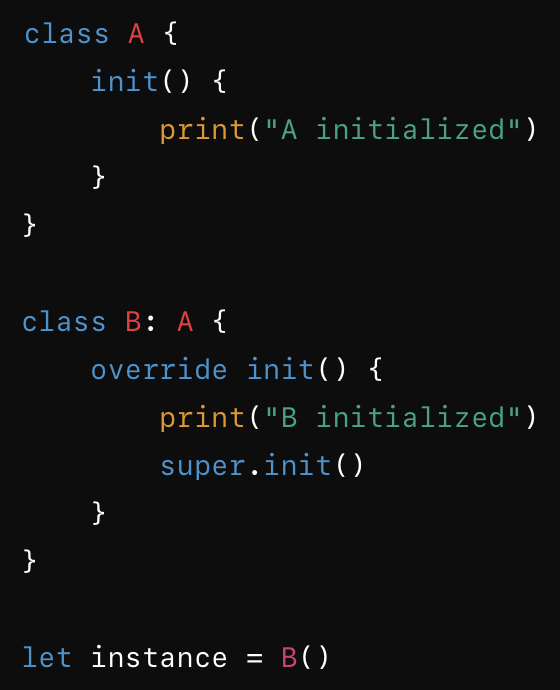 class A {
    init() {
        print("A initialized")
    }
}

class B: A {
    override init() {
        print("B initialized")
        super.init()
    }
}

let instance = B()